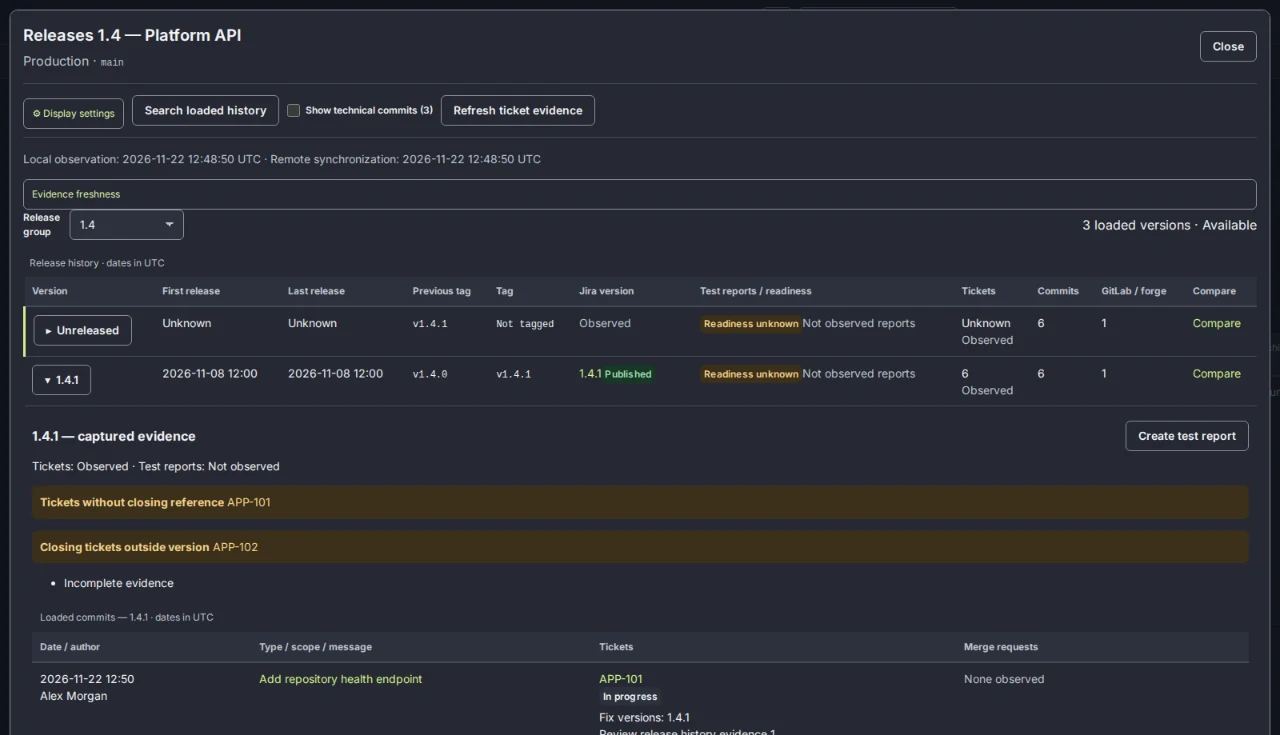 Releases 1.4 — Platform API
Close
Production · main
⚙ Display settings
Search loaded history
Show technical commits (3)
Refresh ticket evidence
Local observation: 2026-11-22 12:48:50 UTC · Remote synchronization: 2026-11-22 12:48:50 UTC
Evidence freshness
Release group
1.4
3 loaded versions · Available
Release history · dates in UTC
Version First release Last release Previous tag Tag Jira version Test reports / readiness Tickets Commits GitLab / forge Compare
▸ Unreleased Unknown Unknown v1.4.1 Not tagged Observed Readiness unknown Not observed reports Unknown 6 1 Compare
Observed
▾ 1.4.1 2026-11-08 12:00 2026-11-08 12:00 v1.4.0 v1.4.1 1.4.1 Published Readiness unknown Not observed reports 6 6 1 Compare
Observed
1.4.1 — captured evidence
Create test report
Tickets: Observed · Test reports: Not observed
Tickets without closing reference APP-101
Closing tickets outside version APP-102
• Incomplete evidence
Loaded commits — 1.4.1 · dates in UTC
Date / author Type / scope / message Tickets Merge requests
2026-11-22 12:50 Add repository health endpoint APP-101 None observed
Alex Morgan In progress
Fix versions: 1.4.1
Review release history evidence 1